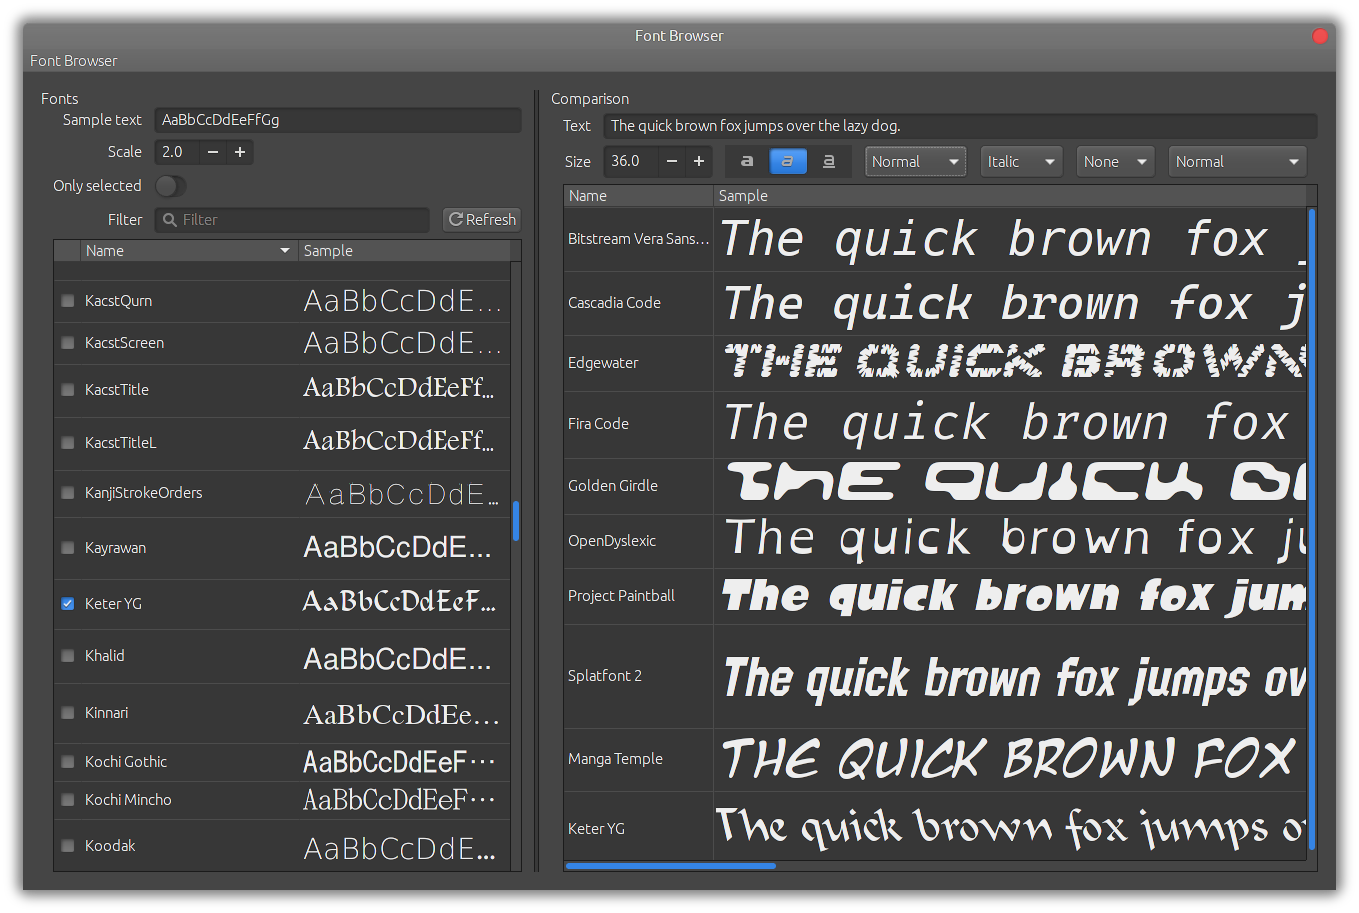 Font Browser
Font Browser
Fonts
Sample text AaBbCcDdEeFfGg
Scale 2.0 − +
Only selected
Filter Filter Refresh
Name Sample
KacstQurn AaBbCcDdE...
KacstScreen AaBbCcDdE...
KacstTitle AaBbCcDdEeFf...
KacstTitleL AaBbCcDdEeFf...
KanjiStrokeOrders AaBbCcDdE...
Kayrawan AaBbCcDdE...
Keter YG AaBbCcDdEeF...
Khalid AaBbCcDdE...
Kinnari AaBbCcDdEe...
Kochi Gothic AaBbCcDdEeF...
Kochi Mincho AaBbCcDdEeF...
Koodak AaBbCcDdE...
Comparison
Text The quick brown fox jumps over the lazy dog.
Size 36.0 − + a a a Normal Italic None Normal
Name Sample
Bitstream Vera Sans... The quick brown fox
Cascadia Code The quick brown fox j
Edgewater THE QUICK BROWN
Fira Code The quick brown fox
Golden Girdle The QUICK B
OpenDyslexic The quick brown fox ju
Project Paintball The quick brown fox jum
Splatfont 2 The quick brown fox jumps ov
Manga Temple THE QUICK BROWN FOX
Keter YG The quick brown fox jumps o